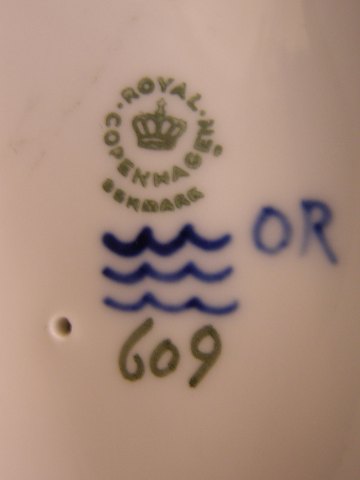 ROYAL
COPENHAGEN
DENMARK
OR
609